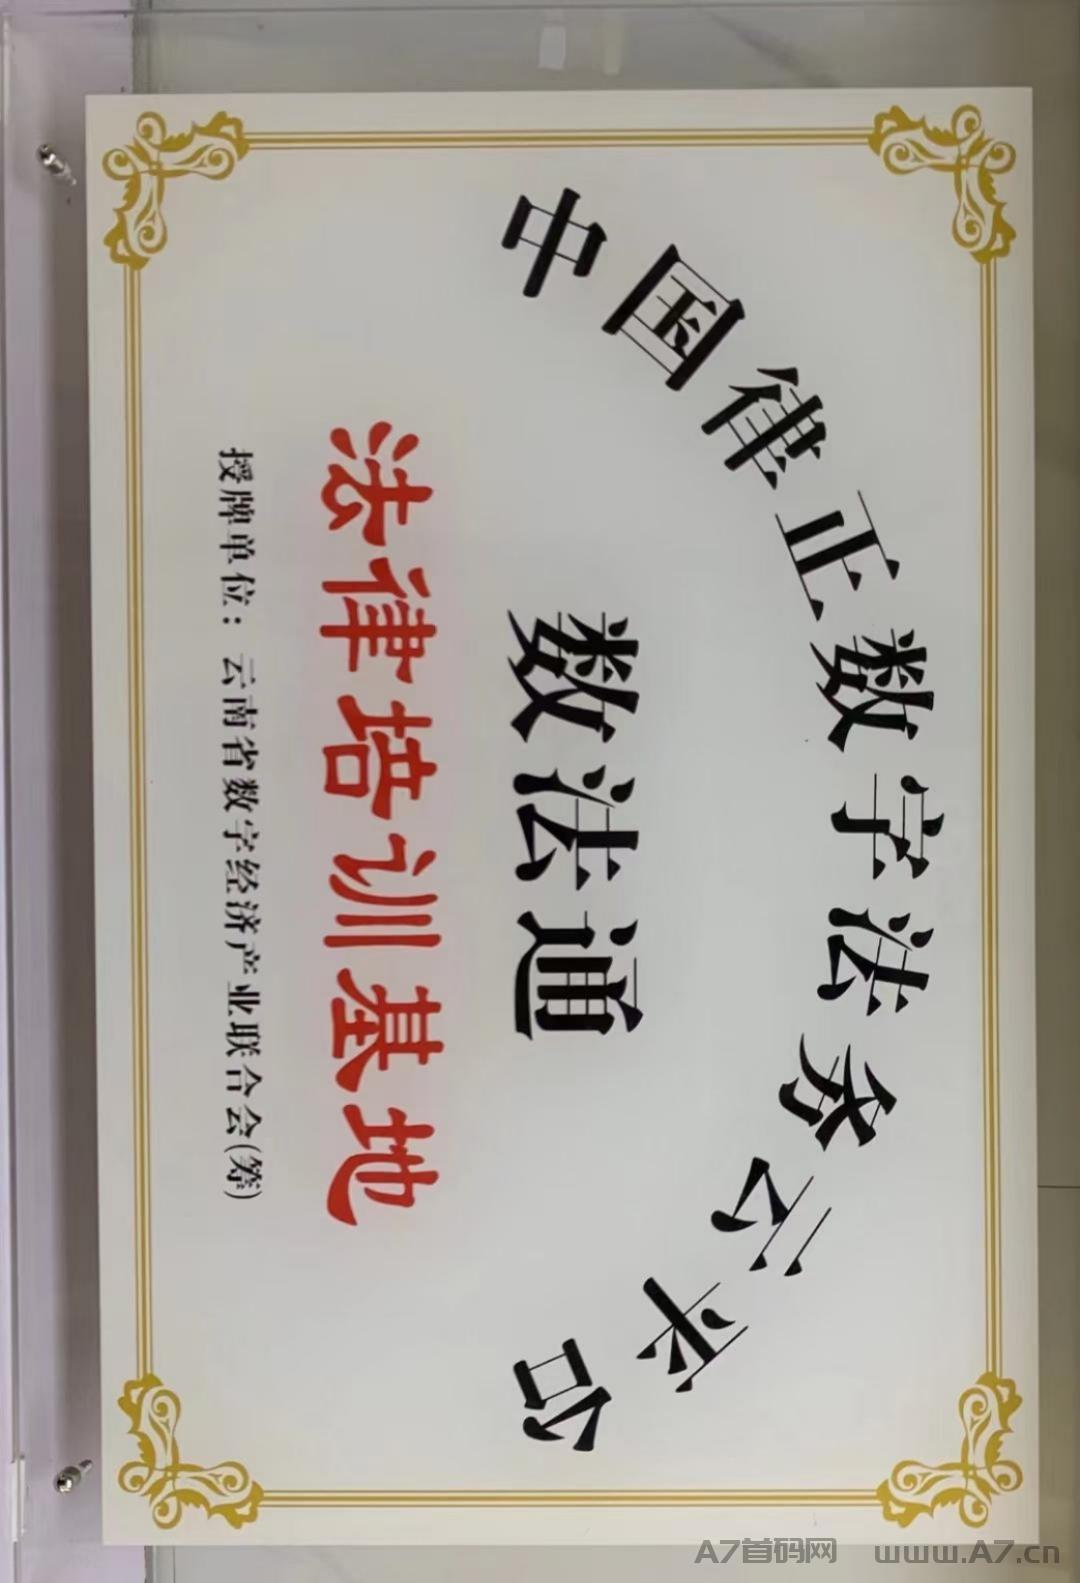 中国律正数字法务云平台
数法通
法律培训基地
授牌单位：云南省数字经济产业联合会(筹)
A7首码网 www.A7.cn